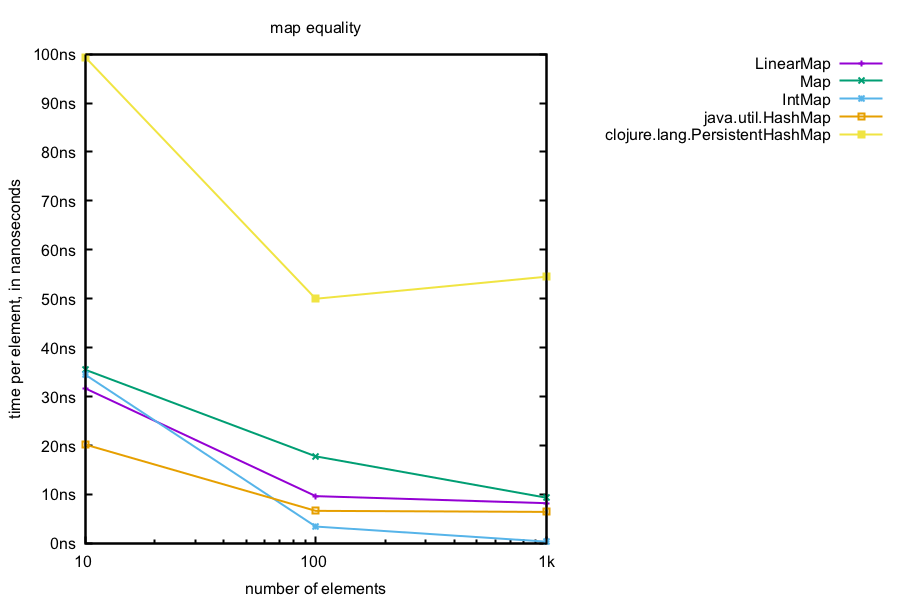 map equality
100ns
90ns
80ns
70ns
60ns
50ns
40ns
30ns
20ns
10ns
0ns
10
100
1k
time per element, in nanoseconds
number of elements
LinearMap
Map
IntMap
java.util.HashMap
clojure.lang.PersistentHashMap